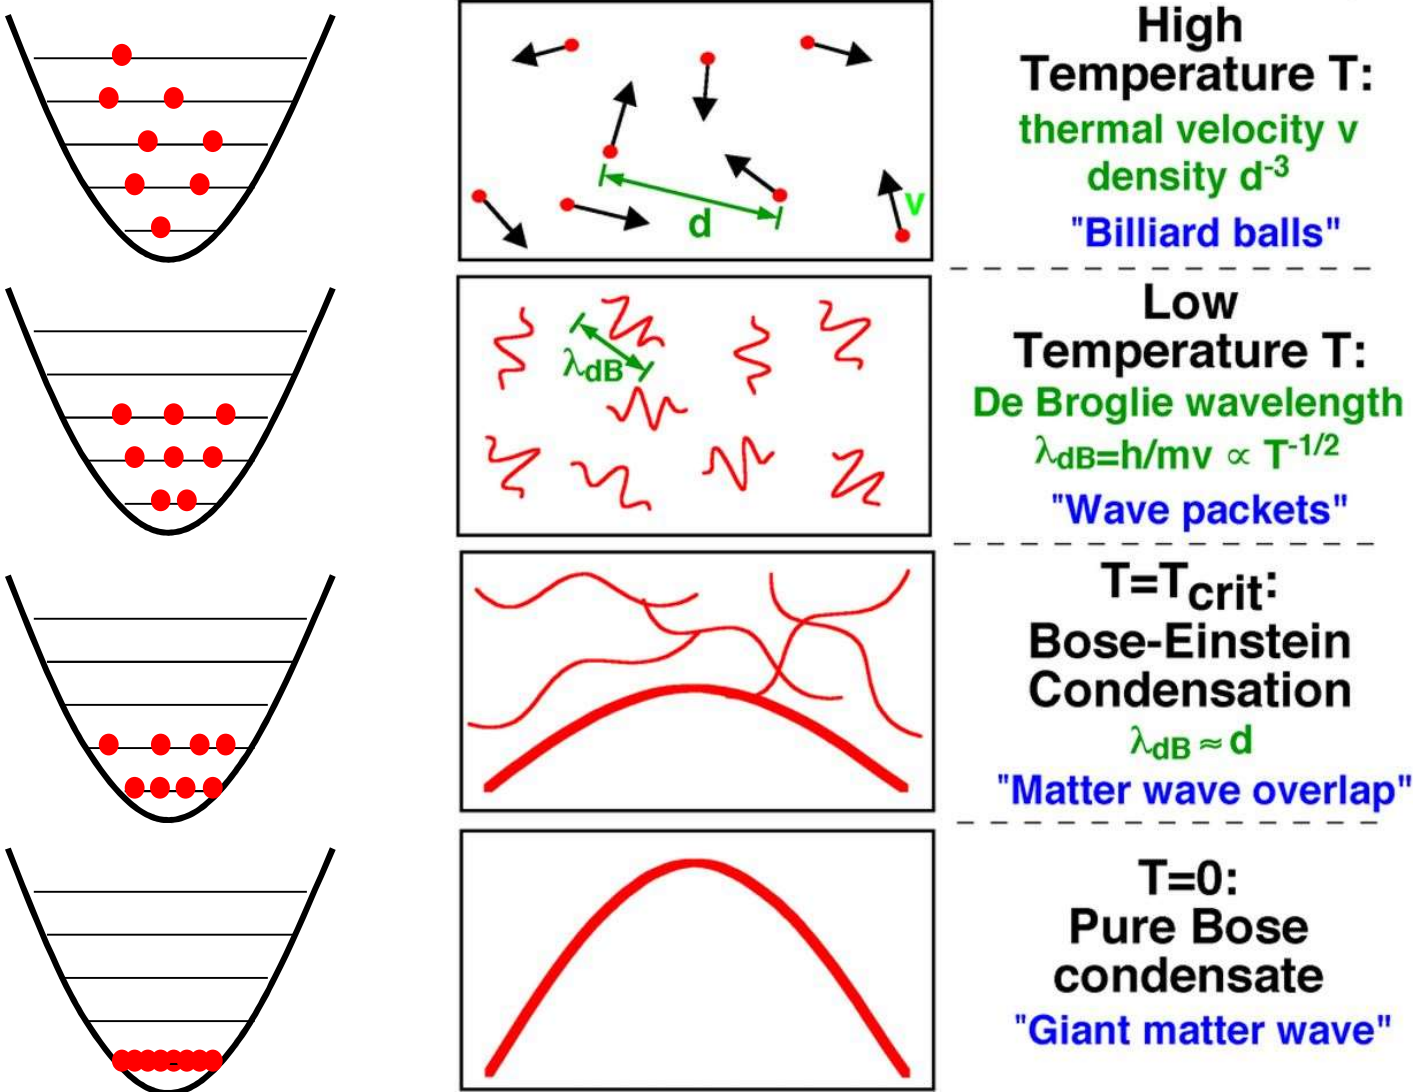 High
Temperature T:
thermal velocity v
density d⁻³
"Billiard balls"
d
v
Low
Temperature T:
De Broglie wavelength
λdB=h/mv ∝ T⁻¹/²
"Wave packets"
λdB
T=Tcrit:
Bose-Einstein
Condensation
λdB ≈ d
"Matter wave overlap"
T=0:
Pure Bose
condensate
"Giant matter wave"